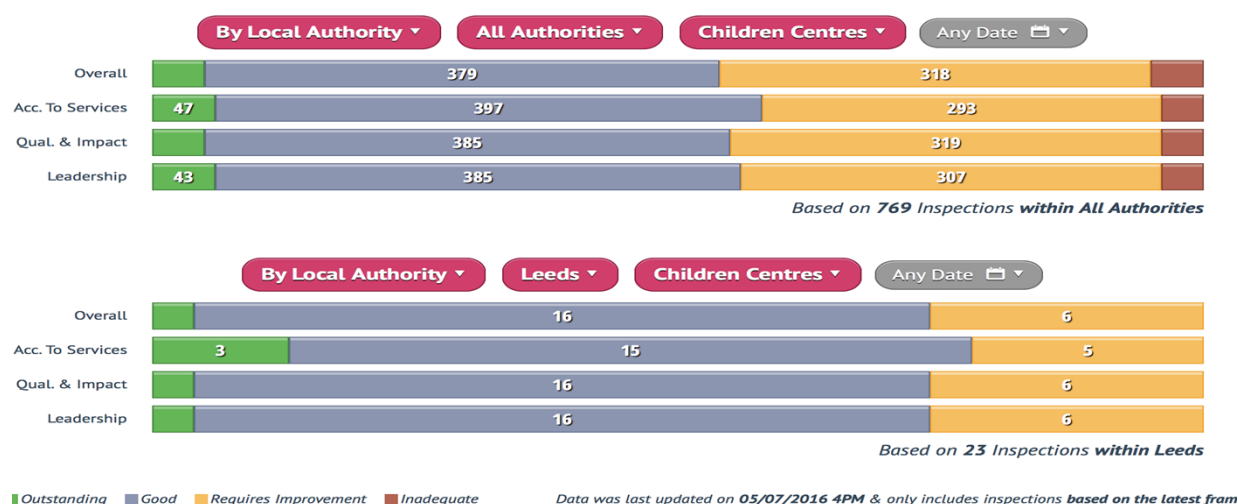 By Local Authority All Authorities Children Centres Any Date
Overall 379 318
Acc. To Services 47 397 293
Qual. & Impact 385 319
Leadership 43 385 307
Based on 769 Inspections within All Authorities
By Local Authority Leeds Children Centres Any Date
Overall 16 6
Acc. To Services 3 15 5
Qual. & Impact 16 6
Leadership 16 6
Based on 23 Inspections within Leeds
Outstanding Good Requires Improvement Inadequate Data was last updated on 05/07/2016 4PM & only includes inspections based on the latest fram